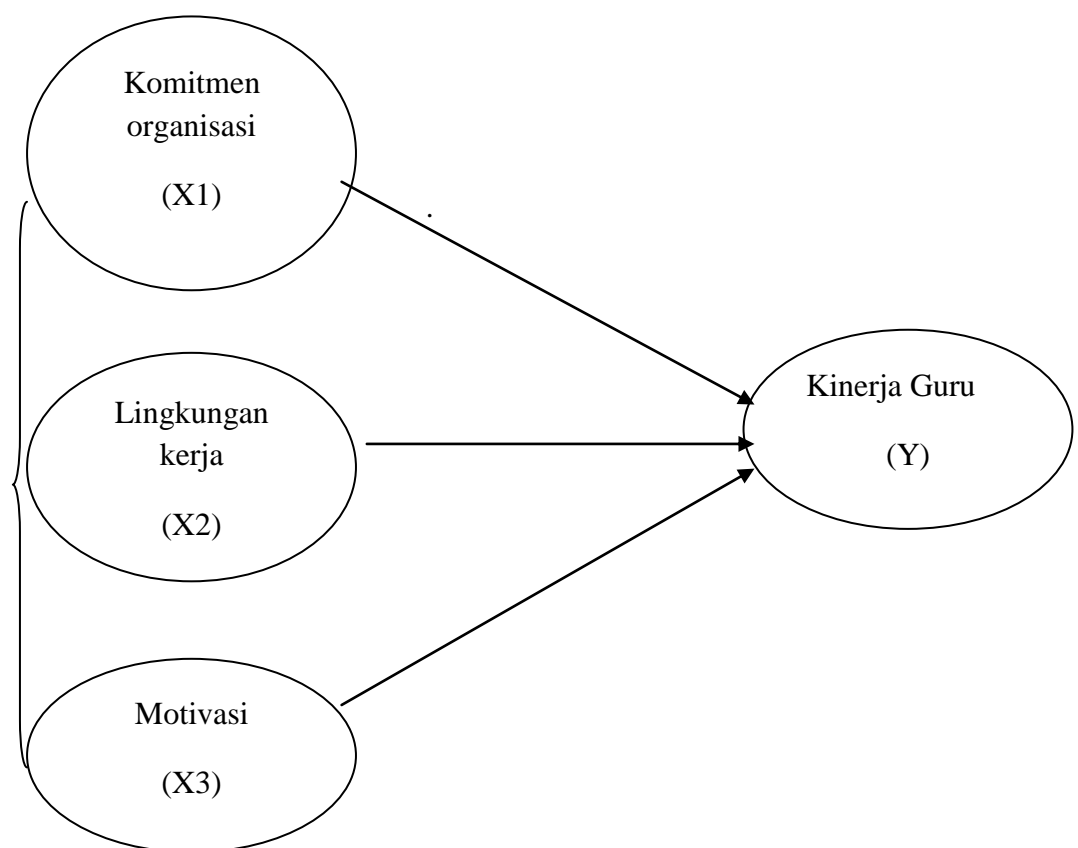 Komitmen
organisasi
(X1)
Lingkungan
kerja
(X2)
Motivasi
(X3)
Kinerja Guru
(Y)